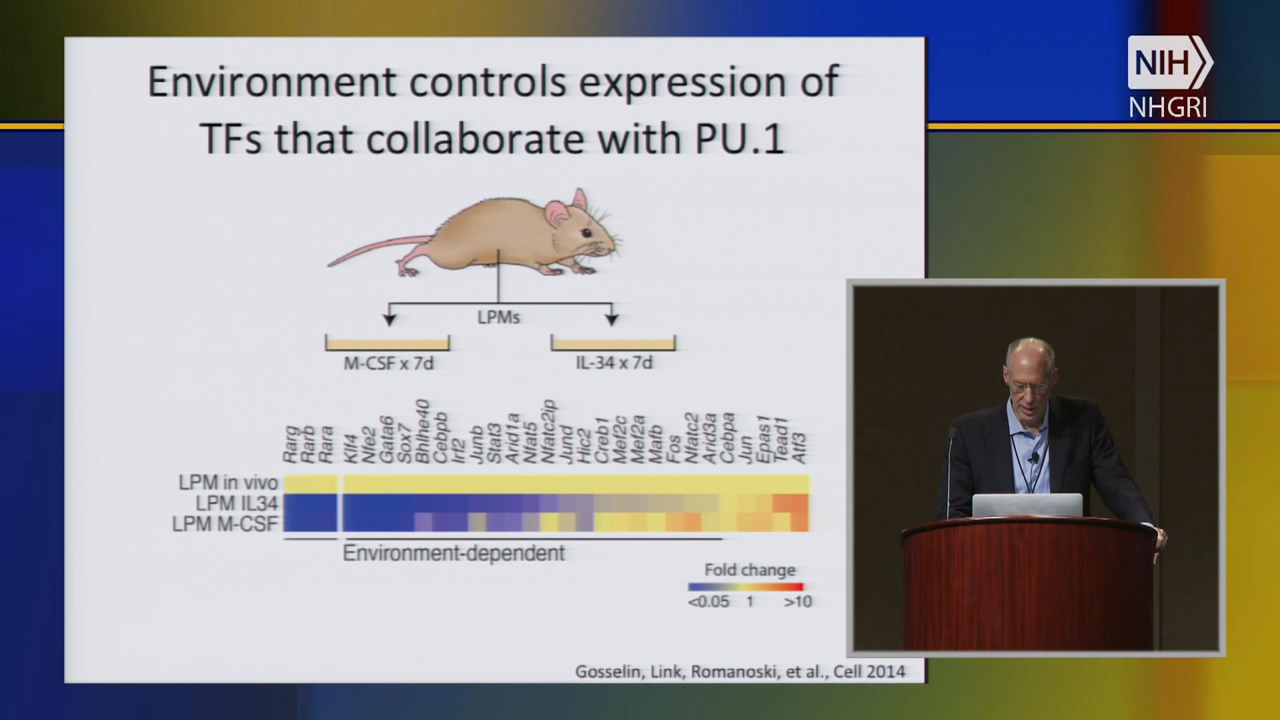 Environment controls expression of
TFs that collaborate with PU.1
NIH
NHGRI
LPMs
M-CSF x 7d
IL-34 x 7d
Rarg
Rarb
Rara
Klf4
Nfe2
Gata6
Sox7
Bhlhe40
Cebpb
Irf2
Junb
Stat3
Arid1a
Nfat5
Nfatc2ip
Jund
Hic2
Creb1
Mef2c
Mef2a
Mafb
Fos
Nfatc2
Arid3a
Cebpa
Jun
Epas1
Tead1
Atf3
LPM in vivo
LPM IL34
LPM M-CSF
Environment-dependent
Fold change
<0.05 1 >10
Gosselin, Link, Romanoski, et al., Cell 2014